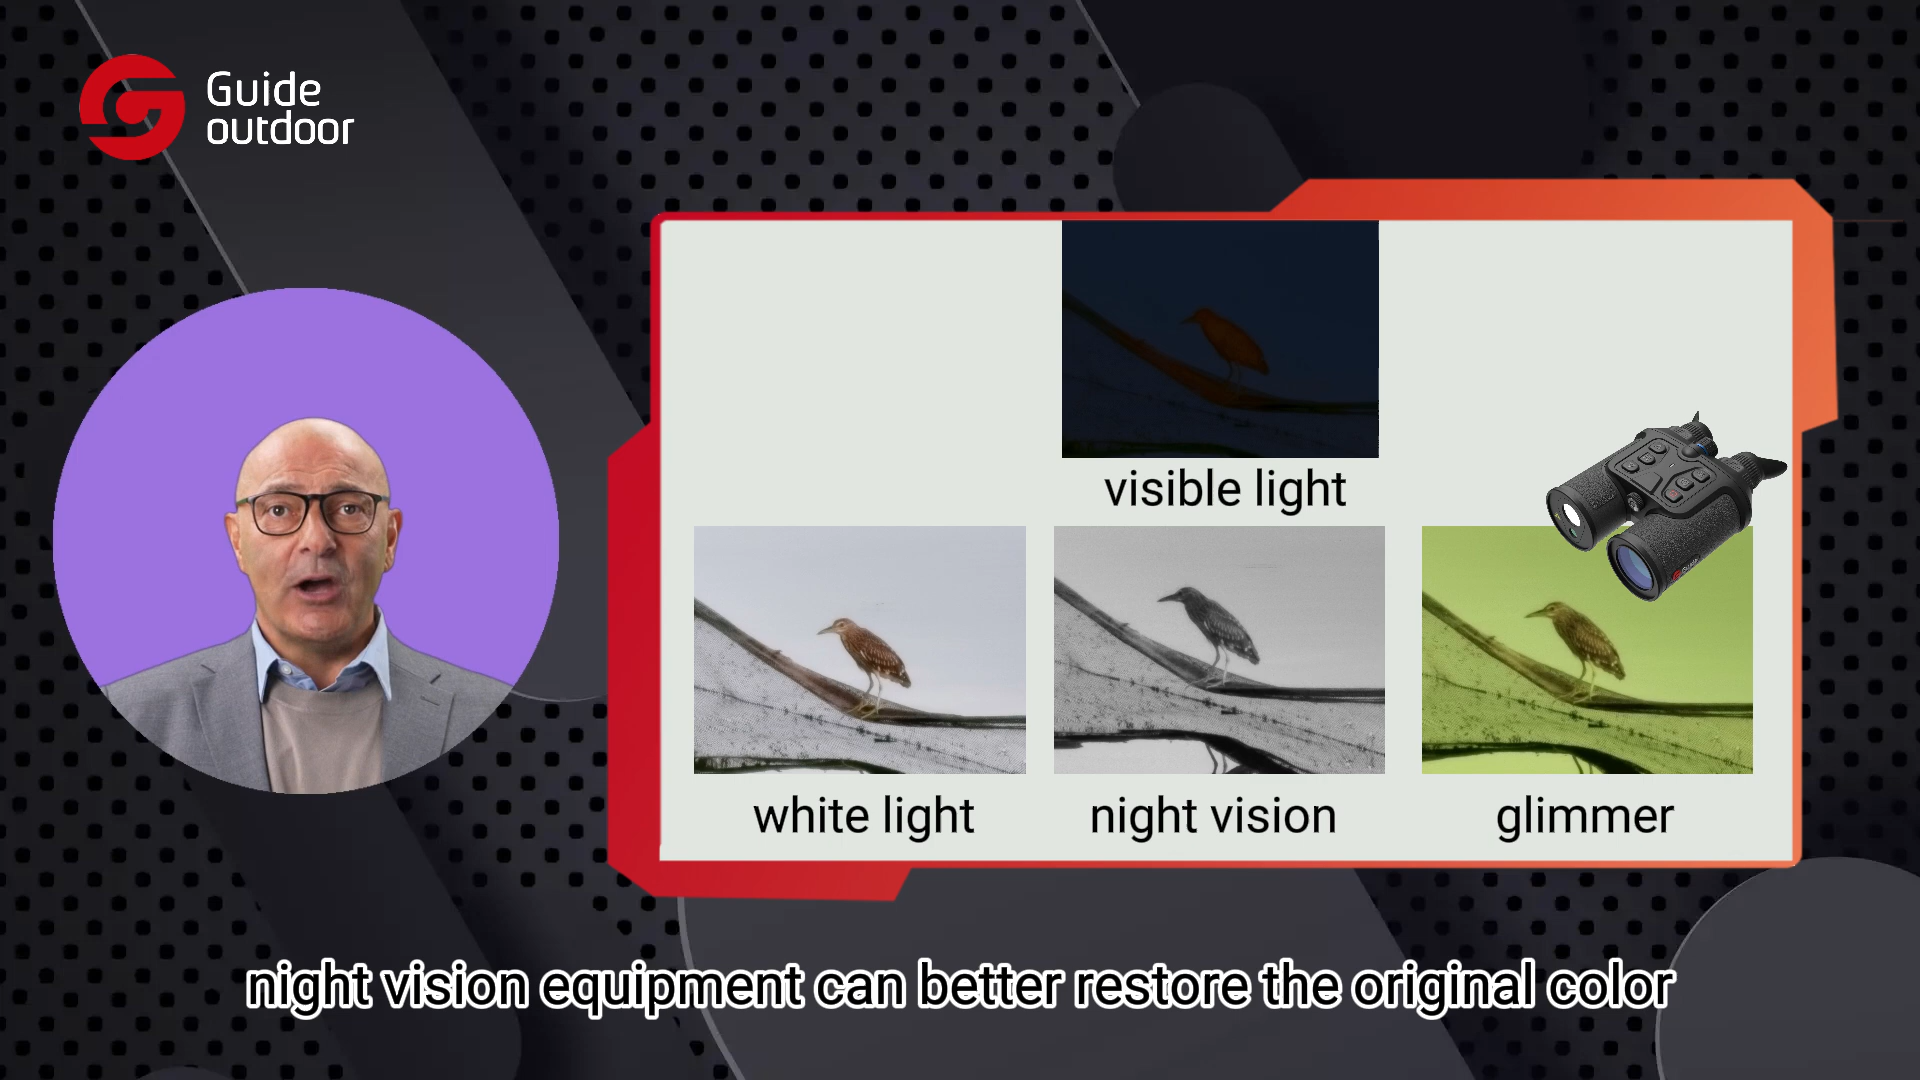 Guide
outdoor
visible light
white light
night vision
glimmer
night vision equipment can better restore the original color